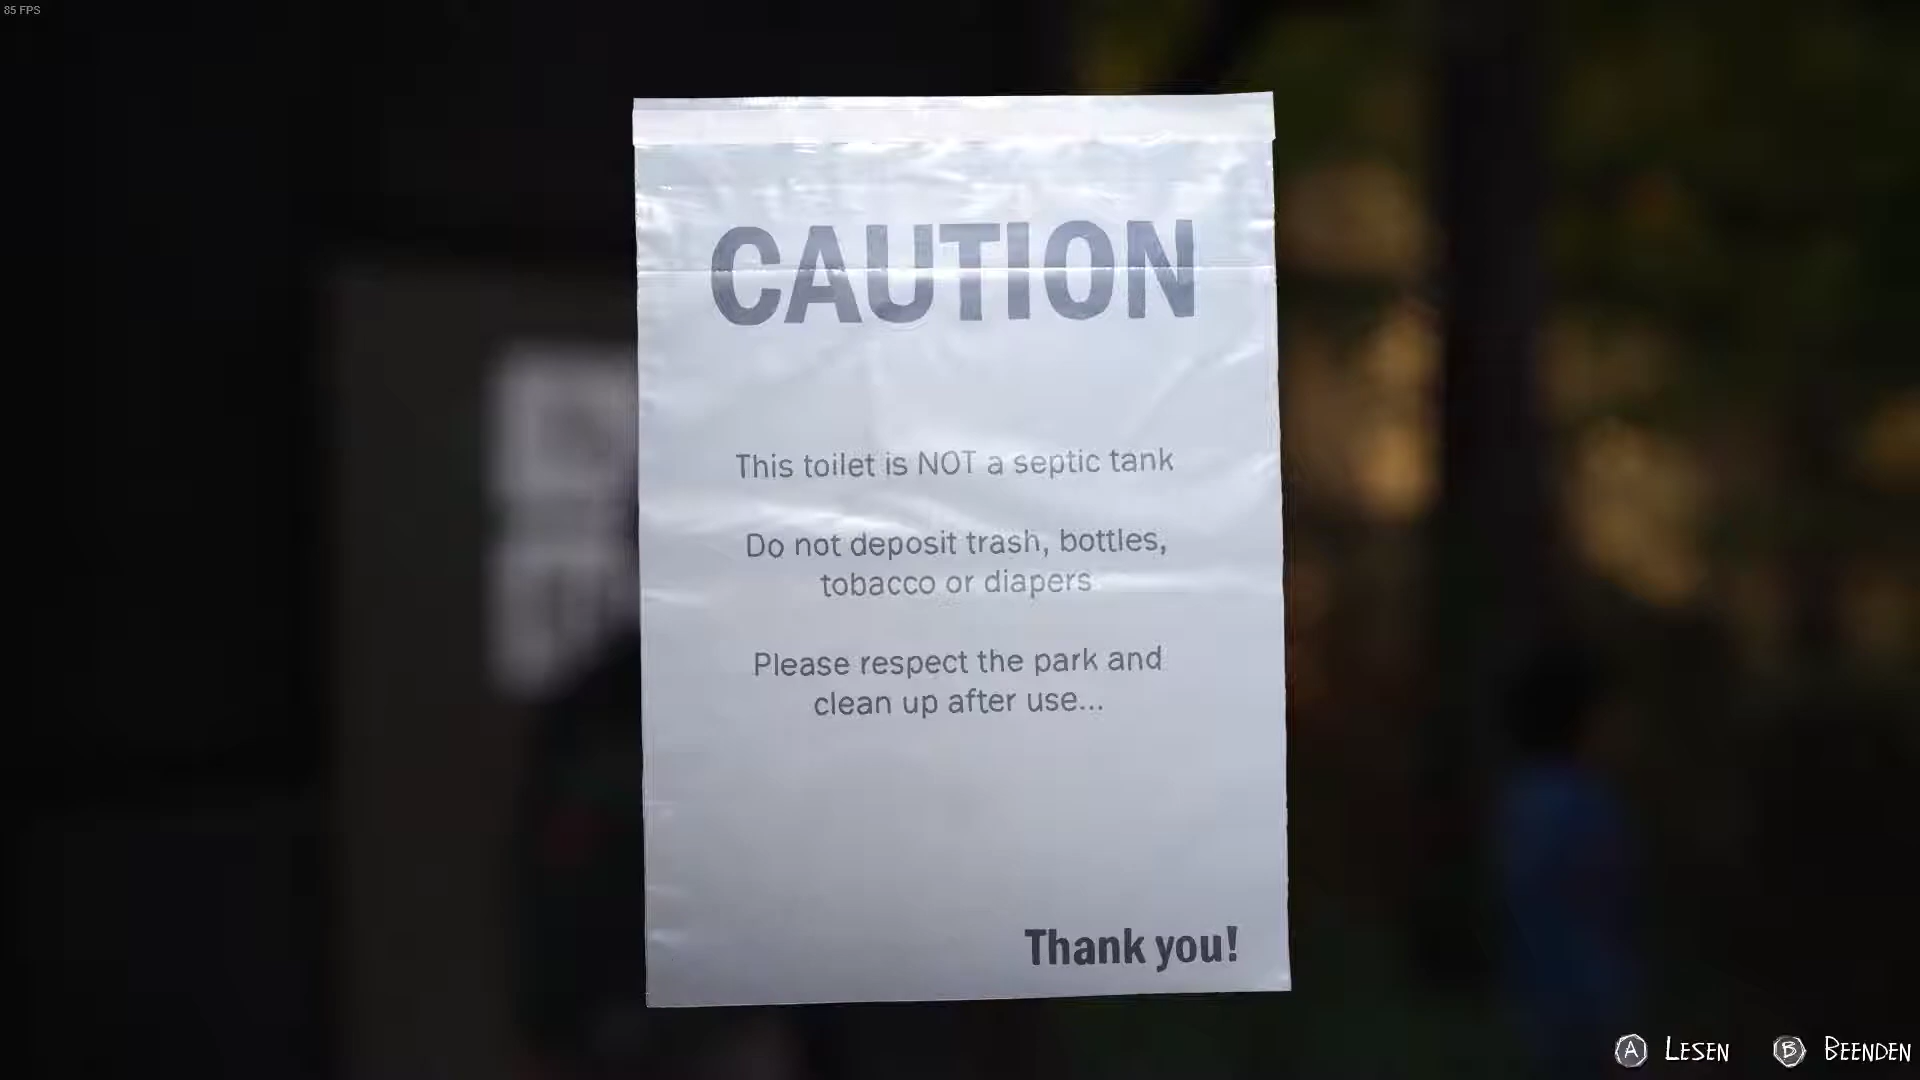 85 FPS
CAUTION
This toilet is NOT a septic tank
Do not deposit trash, bottles,
tobacco or diapers
Please respect the park and
clean up after use...
Thank you!
A LESEN B BEENDEN